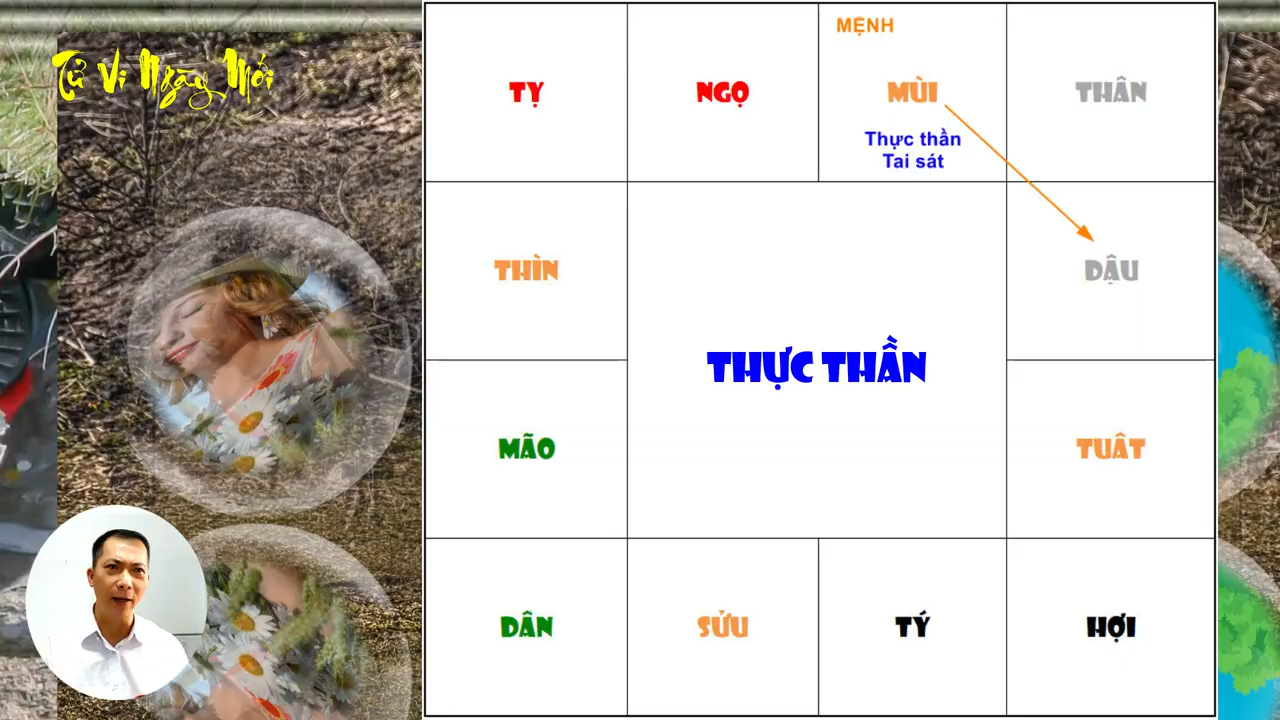 Tử Vi Ngày Mới
MỆNH
TỴ
NGỌ
MÙI
THÂN
Thực thần
Tai sát
THÌN
DẬU
THỰC THẦN
MÃO
TUẤT
DẦN
SỬU
TÝ
HỢI